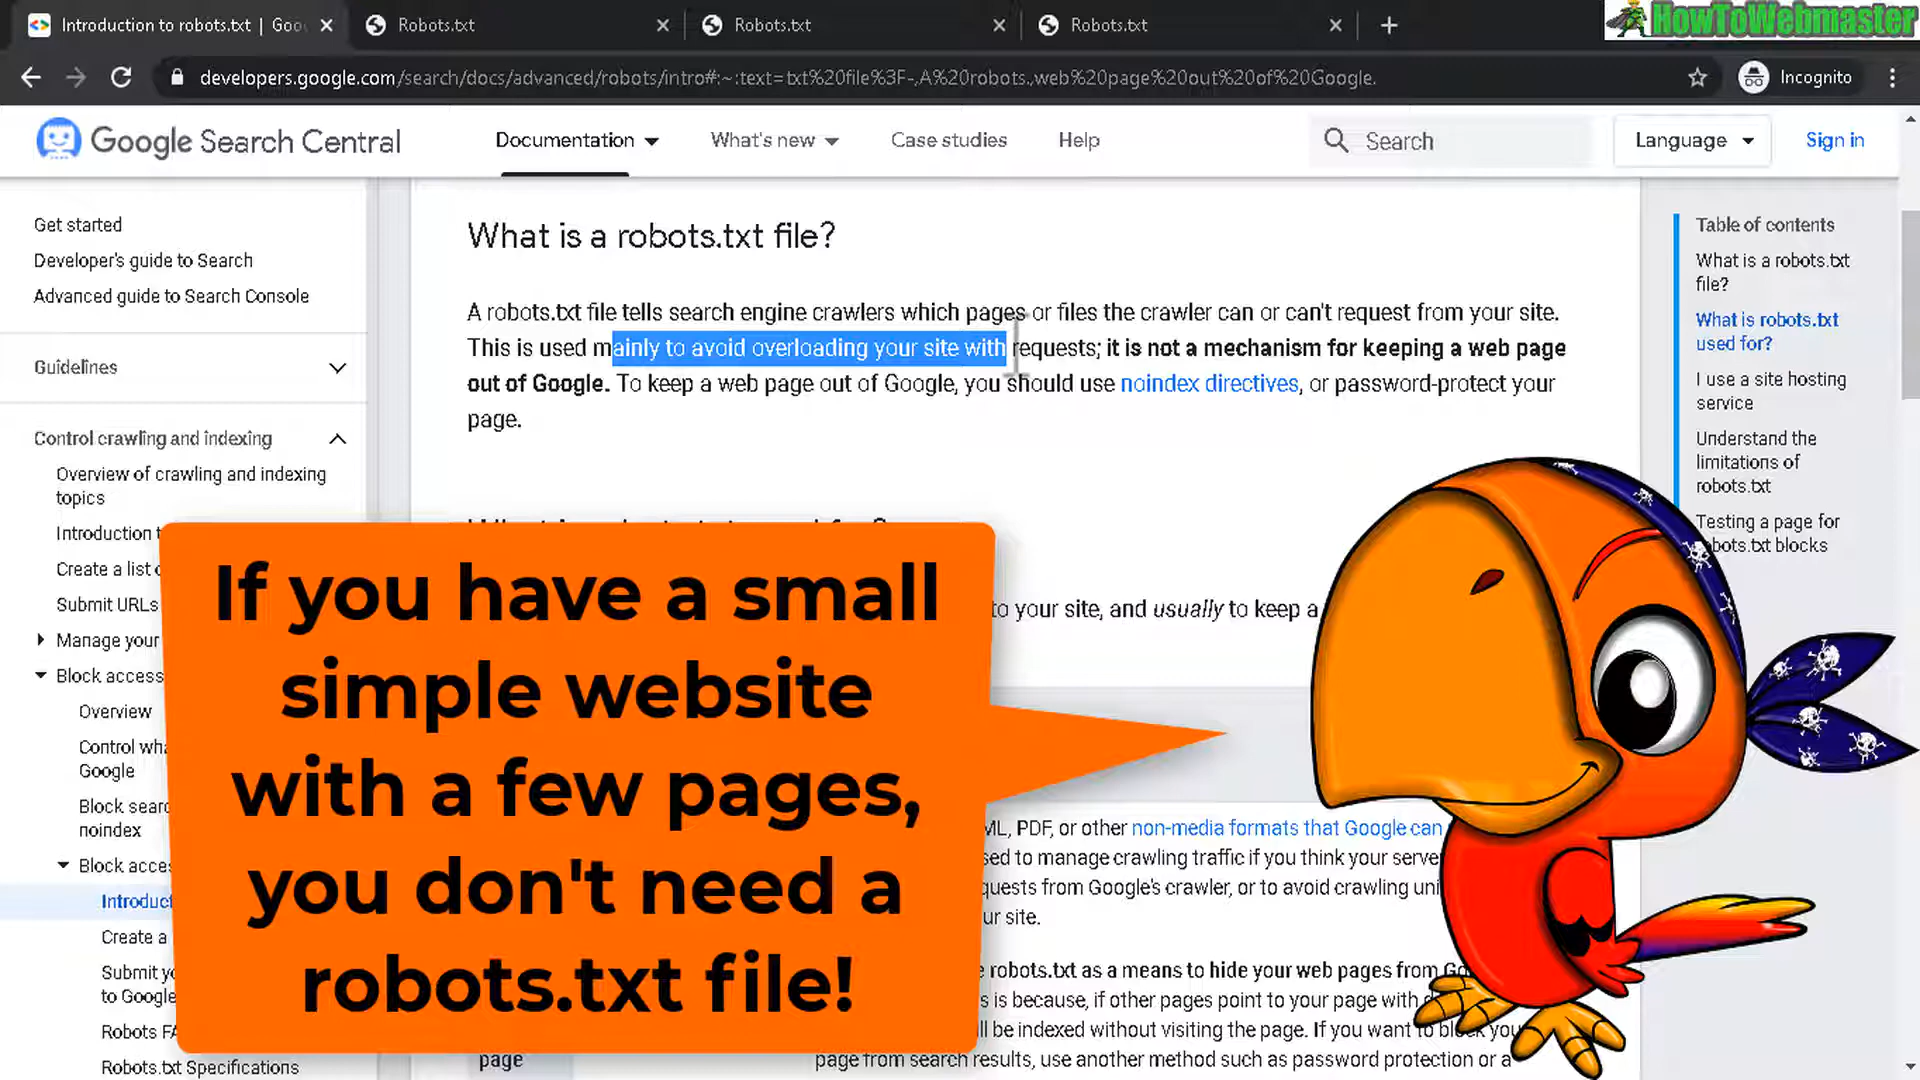 Introduction to robots.txt | Goo
Robots.txt
Robots.txt
Robots.txt
HowToWebmaster
developers.google.com/search/docs/advanced/robots/intro#:~:text=txt%20file%3F-,A%20robots.,web%20page%20out%20of%20Google.
Incognito
Google Search Central
Documentation
What's new
Case studies
Help
Search
Language
Sign in
Get started
Developer's guide to Search
Advanced guide to Search Console
Guidelines
Control crawling and indexing
Overview of crawling and indexing
topics
Introduction t
Create a list o
Submit URLs
Manage your
Block access
Overview
Control wha
Google
Block sear
noindex
Block acce
Introduct
Create a
Submit yo
to Google
Robots FA
Robots.txt Specifications
What is a robots.txt file?
A robots.txt file tells search engine crawlers which pages or files the crawler can or can't request from your site.
This is used mainly to avoid overloading your site with requests; it is not a mechanism for keeping a web page
out of Google. To keep a web page out of Google, you should use noindex directives, or password-protect your
page.
to your site, and usually to keep a
ML, PDF, or other non-media formats that Google can
sed to manage crawling traffic if you think your serve
quests from Google's crawler, or to avoid crawling uni
ur site.
e robots.txt as a means to hide your web pages from Go
s is because, if other pages point to your page with d
ll be indexed without visiting the page. If you want to block you
page
page from search results, use another method such as password protection or a
If you have a small
simple website
with a few pages,
you don't need a
robots.txt file!
Table of contents
What is a robots.txt
file?
What is robots.txt
used for?
I use a site hosting
service
Understand the
limitations of
robots.txt
Testing a page for
robots.txt blocks